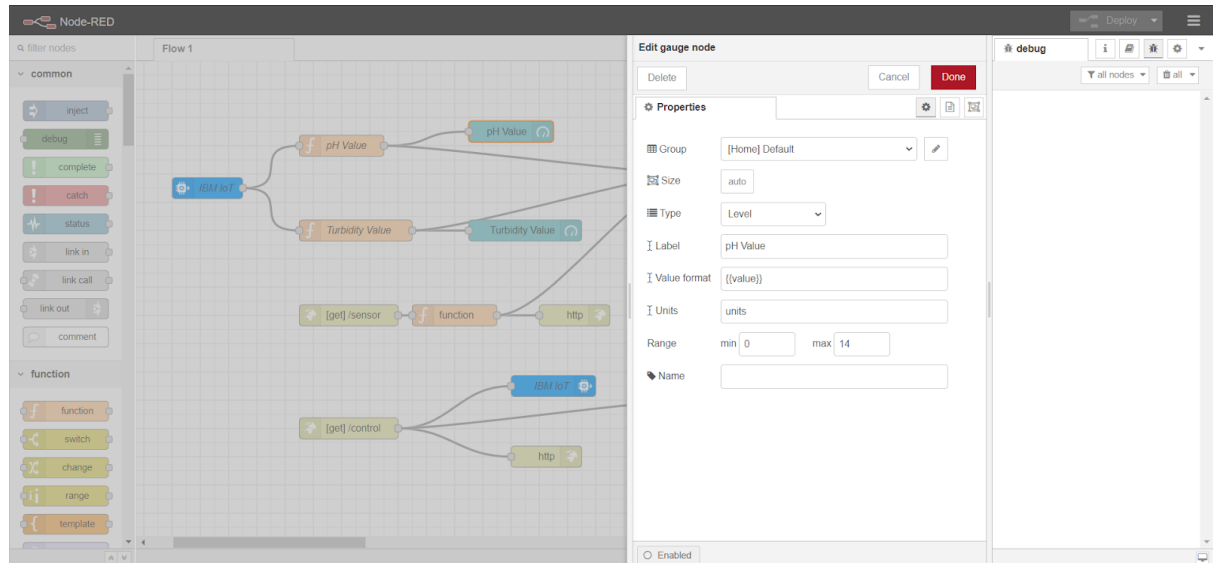 Node-RED
Deploy
filter nodes
common
inject
debug
complete
catch
status
link in
link call
link out
comment
function
function
switch
change
range
template
Flow 1
pH Value
pH Value
IBM IoT
Turbidity Value
Turbidity Value
[get] /sensor
function
http
IBM IoT
[get] /control
http
Edit gauge node
Delete
Cancel
Done
Properties
Group
[Home] Default
Size
auto
Type
Level
Label
pH Value
Value format
{{value}}
Units
units
Range
min 0
max 14
Name
Enabled
debug
all nodes
all